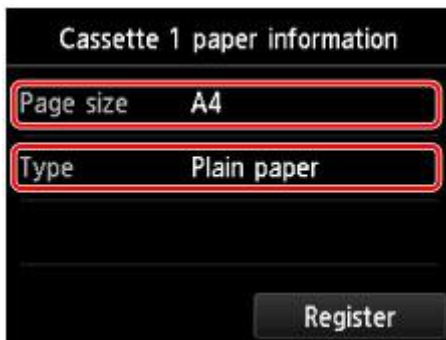 Cassette 1 paper information
Page size A4
Type Plain paper
Register